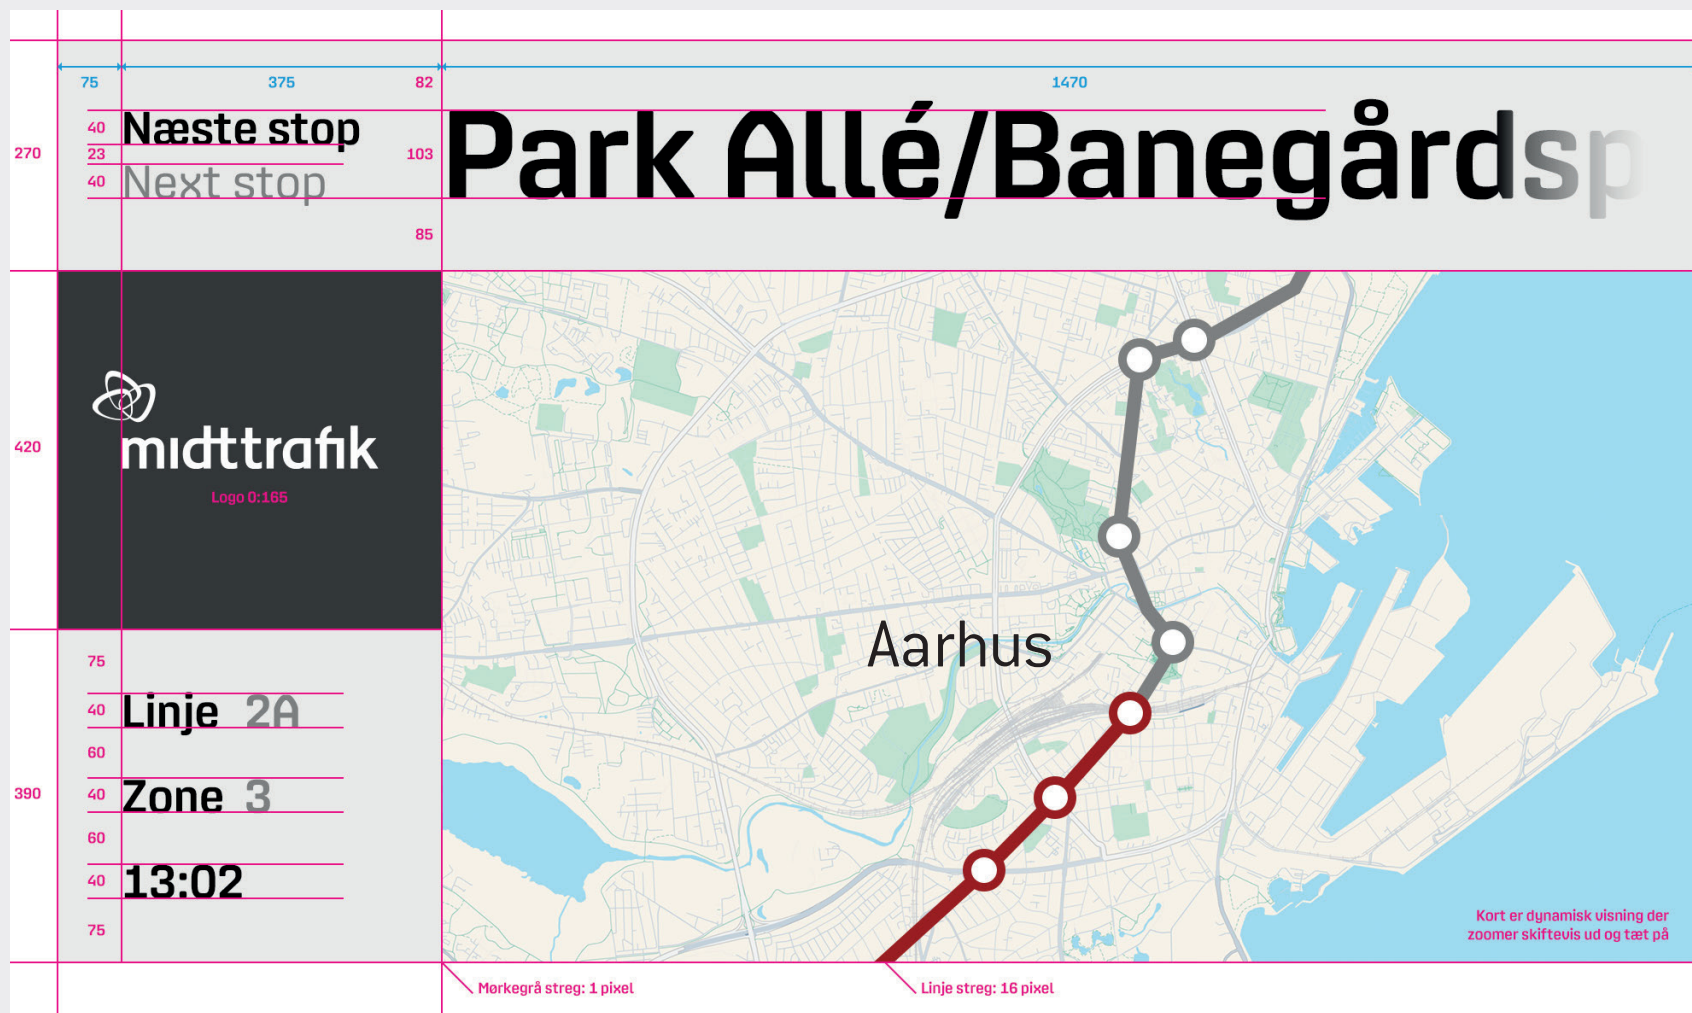 75
375
82
1470
270
40
Næste stop
23
103
Park Allé/Banegårdsp
40
Next stop
85
420
midttrafik
Logo 0:165
Aarhus
75
40
Linje 2A
60
390
40
Zone 3
60
40
13:02
75
Kort er dynamisk visning der
zoomer skiftevis ud og tæt på
Mørkegrå streg: 1 pixel
Linje streg: 16 pixel